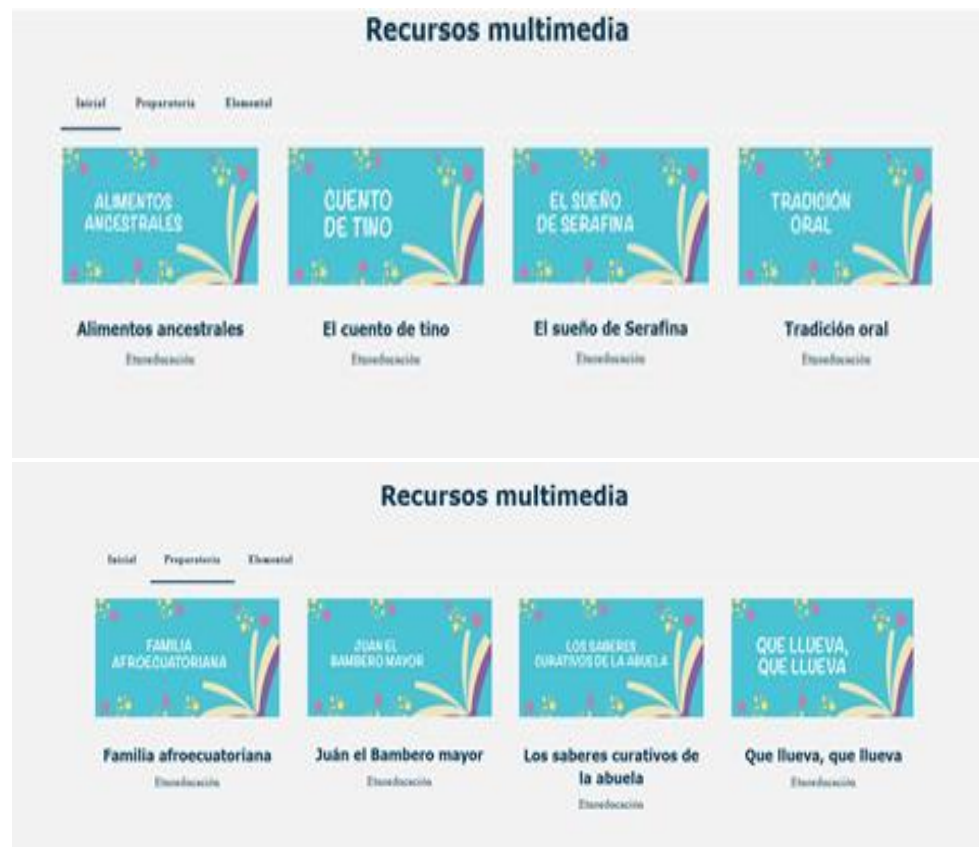 Recursos multimedia
Inicial Preparatoria Elemental
ALIMENTOS
ANCESTRALES
CUENTO
DE TINO
EL SUEÑO
DE SERAFINA
TRADICIÓN
ORAL
Alimentos ancestrales
El cuento de tino
El sueño de Serafina
Tradición oral
Etnoeducación
Etnoeducación
Etnoeducación
Etnoeducación
Recursos multimedia
Inicial Preparatoria Elemental
FAMILIA
AFROECUATORIANA
JUAN EL
BAMBERO MAYOR
LOS SABERES
CURATIVOS DE LA ABUELA
QUE LLUEVA,
QUE LLUEVA
Familia afroecuatoriana
Juán el Bambero mayor
Los saberes curativos de
la abuela
Que llueva, que llueva
Etnoeducación
Etnoeducación
Etnoeducación
Etnoeducación